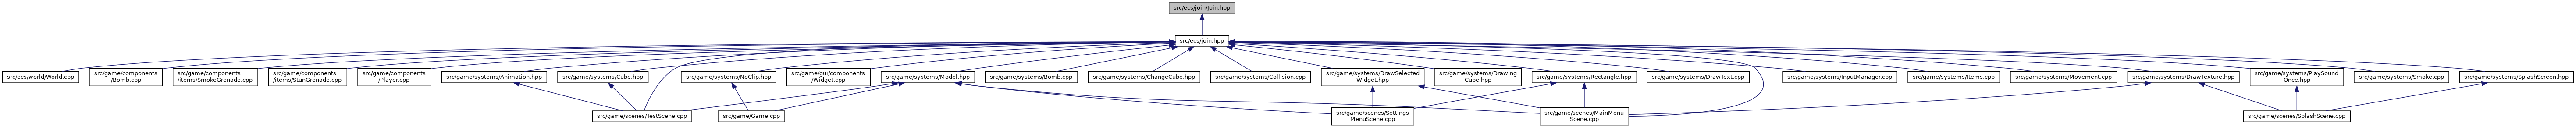 src/ecs/join/Join.hpp
src/ecs/join.hpp
src/ecs/world/World.cpp
src/game/components
/Bomb.cpp
src/game/components
/items/SmokeGrenade.cpp
src/game/components
/items/StunGrenade.cpp
src/game/components
/Player.cpp
src/game/systems/Animation.hpp
src/game/systems/Cube.hpp
src/game/systems/NoClip.hpp
src/game/gui/components
/Widget.cpp
src/game/systems/Model.hpp
src/game/systems/Bomb.cpp
src/game/systems/ChangeCube.hpp
src/game/systems/Collision.cpp
src/game/systems/DrawSelected
Widget.hpp
src/game/systems/Drawing
Cube.hpp
src/game/systems/Rectangle.hpp
src/game/systems/DrawText.cpp
src/game/systems/InputManager.cpp
src/game/systems/Items.cpp
src/game/systems/Movement.cpp
src/game/systems/DrawTexture.hpp
src/game/systems/PlaySound
Once.hpp
src/game/systems/Smoke.cpp
src/game/systems/SplashScreen.hpp
src/game/scenes/TestScene.cpp
src/game/Game.cpp
src/game/scenes/Settings
MenuScene.cpp
src/game/scenes/MainMenu
Scene.cpp
src/game/scenes/SplashScene.cpp